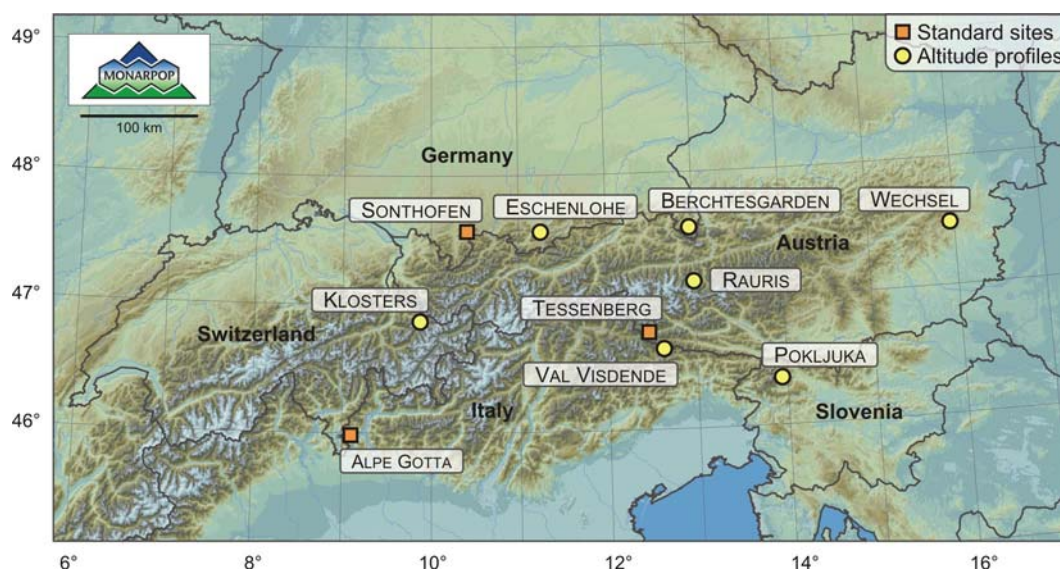 49°
48°
47°
46°
MONARPOP
100 km
Standard sites
Altitude profiles
Germany
SONTHOFEN
ESCHENLOHE
BERCHTESGARDEN
WECHSEL
Austria
RAURIS
KLOSTERS
TESSENBERG
Switzerland
VAL VISDENDE
POKLJUKA
Italy
Slovenia
ALPE GOTTA
6°
8°
10°
12°
14°
16°